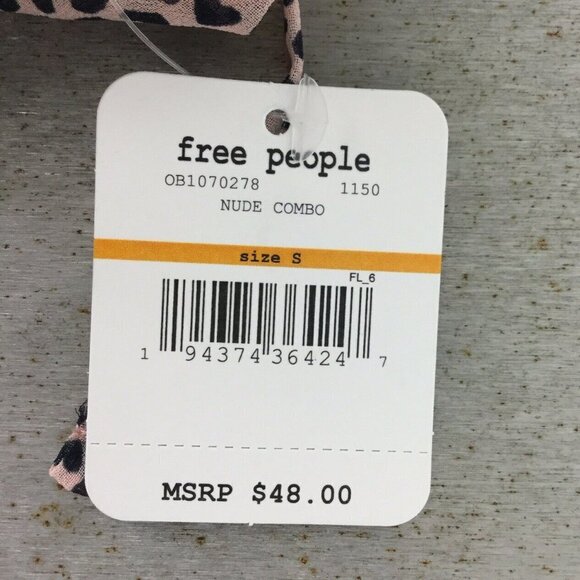 free people
OB1070278 1150
NUDE COMBO
size S
FL_6
1 94374 36424 7
MSRP $48.00